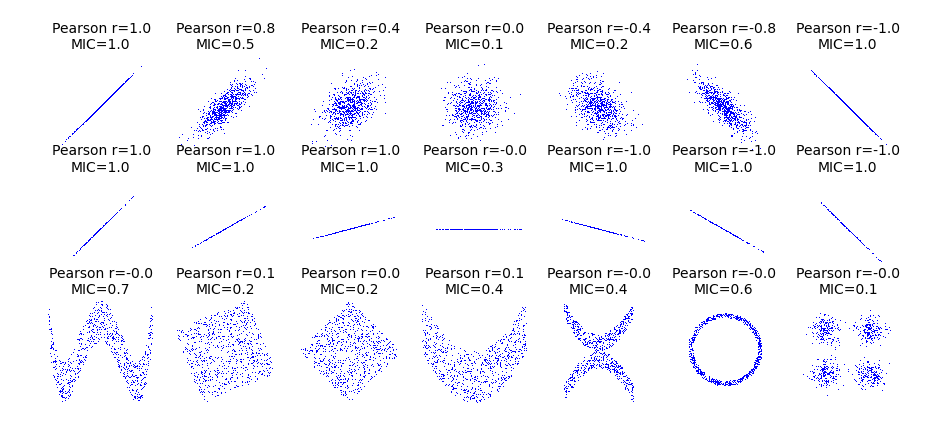 Pearson r=1.0 Pearson r=0.8 Pearson r=0.4 Pearson r=0.0 Pearson r=-0.4 Pearson r=-0.8 Pearson r=-1.0
MIC=1.0 MIC=0.5 MIC=0.2 MIC=0.1 MIC=0.2 MIC=0.6 MIC=1.0
Pearson r=1.0 Pearson r=1.0 Pearson r=1.0 Pearson r=-0.0 Pearson r=-1.0 Pearson r=-1.0 Pearson r=-1.0
MIC=1.0 MIC=1.0 MIC=1.0 MIC=0.3 MIC=1.0 MIC=1.0 MIC=1.0
Pearson r=-0.0 Pearson r=0.1 Pearson r=0.0 Pearson r=0.1 Pearson r=-0.0 Pearson r=-0.0 Pearson r=-0.0
MIC=0.7 MIC=0.2 MIC=0.2 MIC=0.4 MIC=0.4 MIC=0.6 MIC=0.1